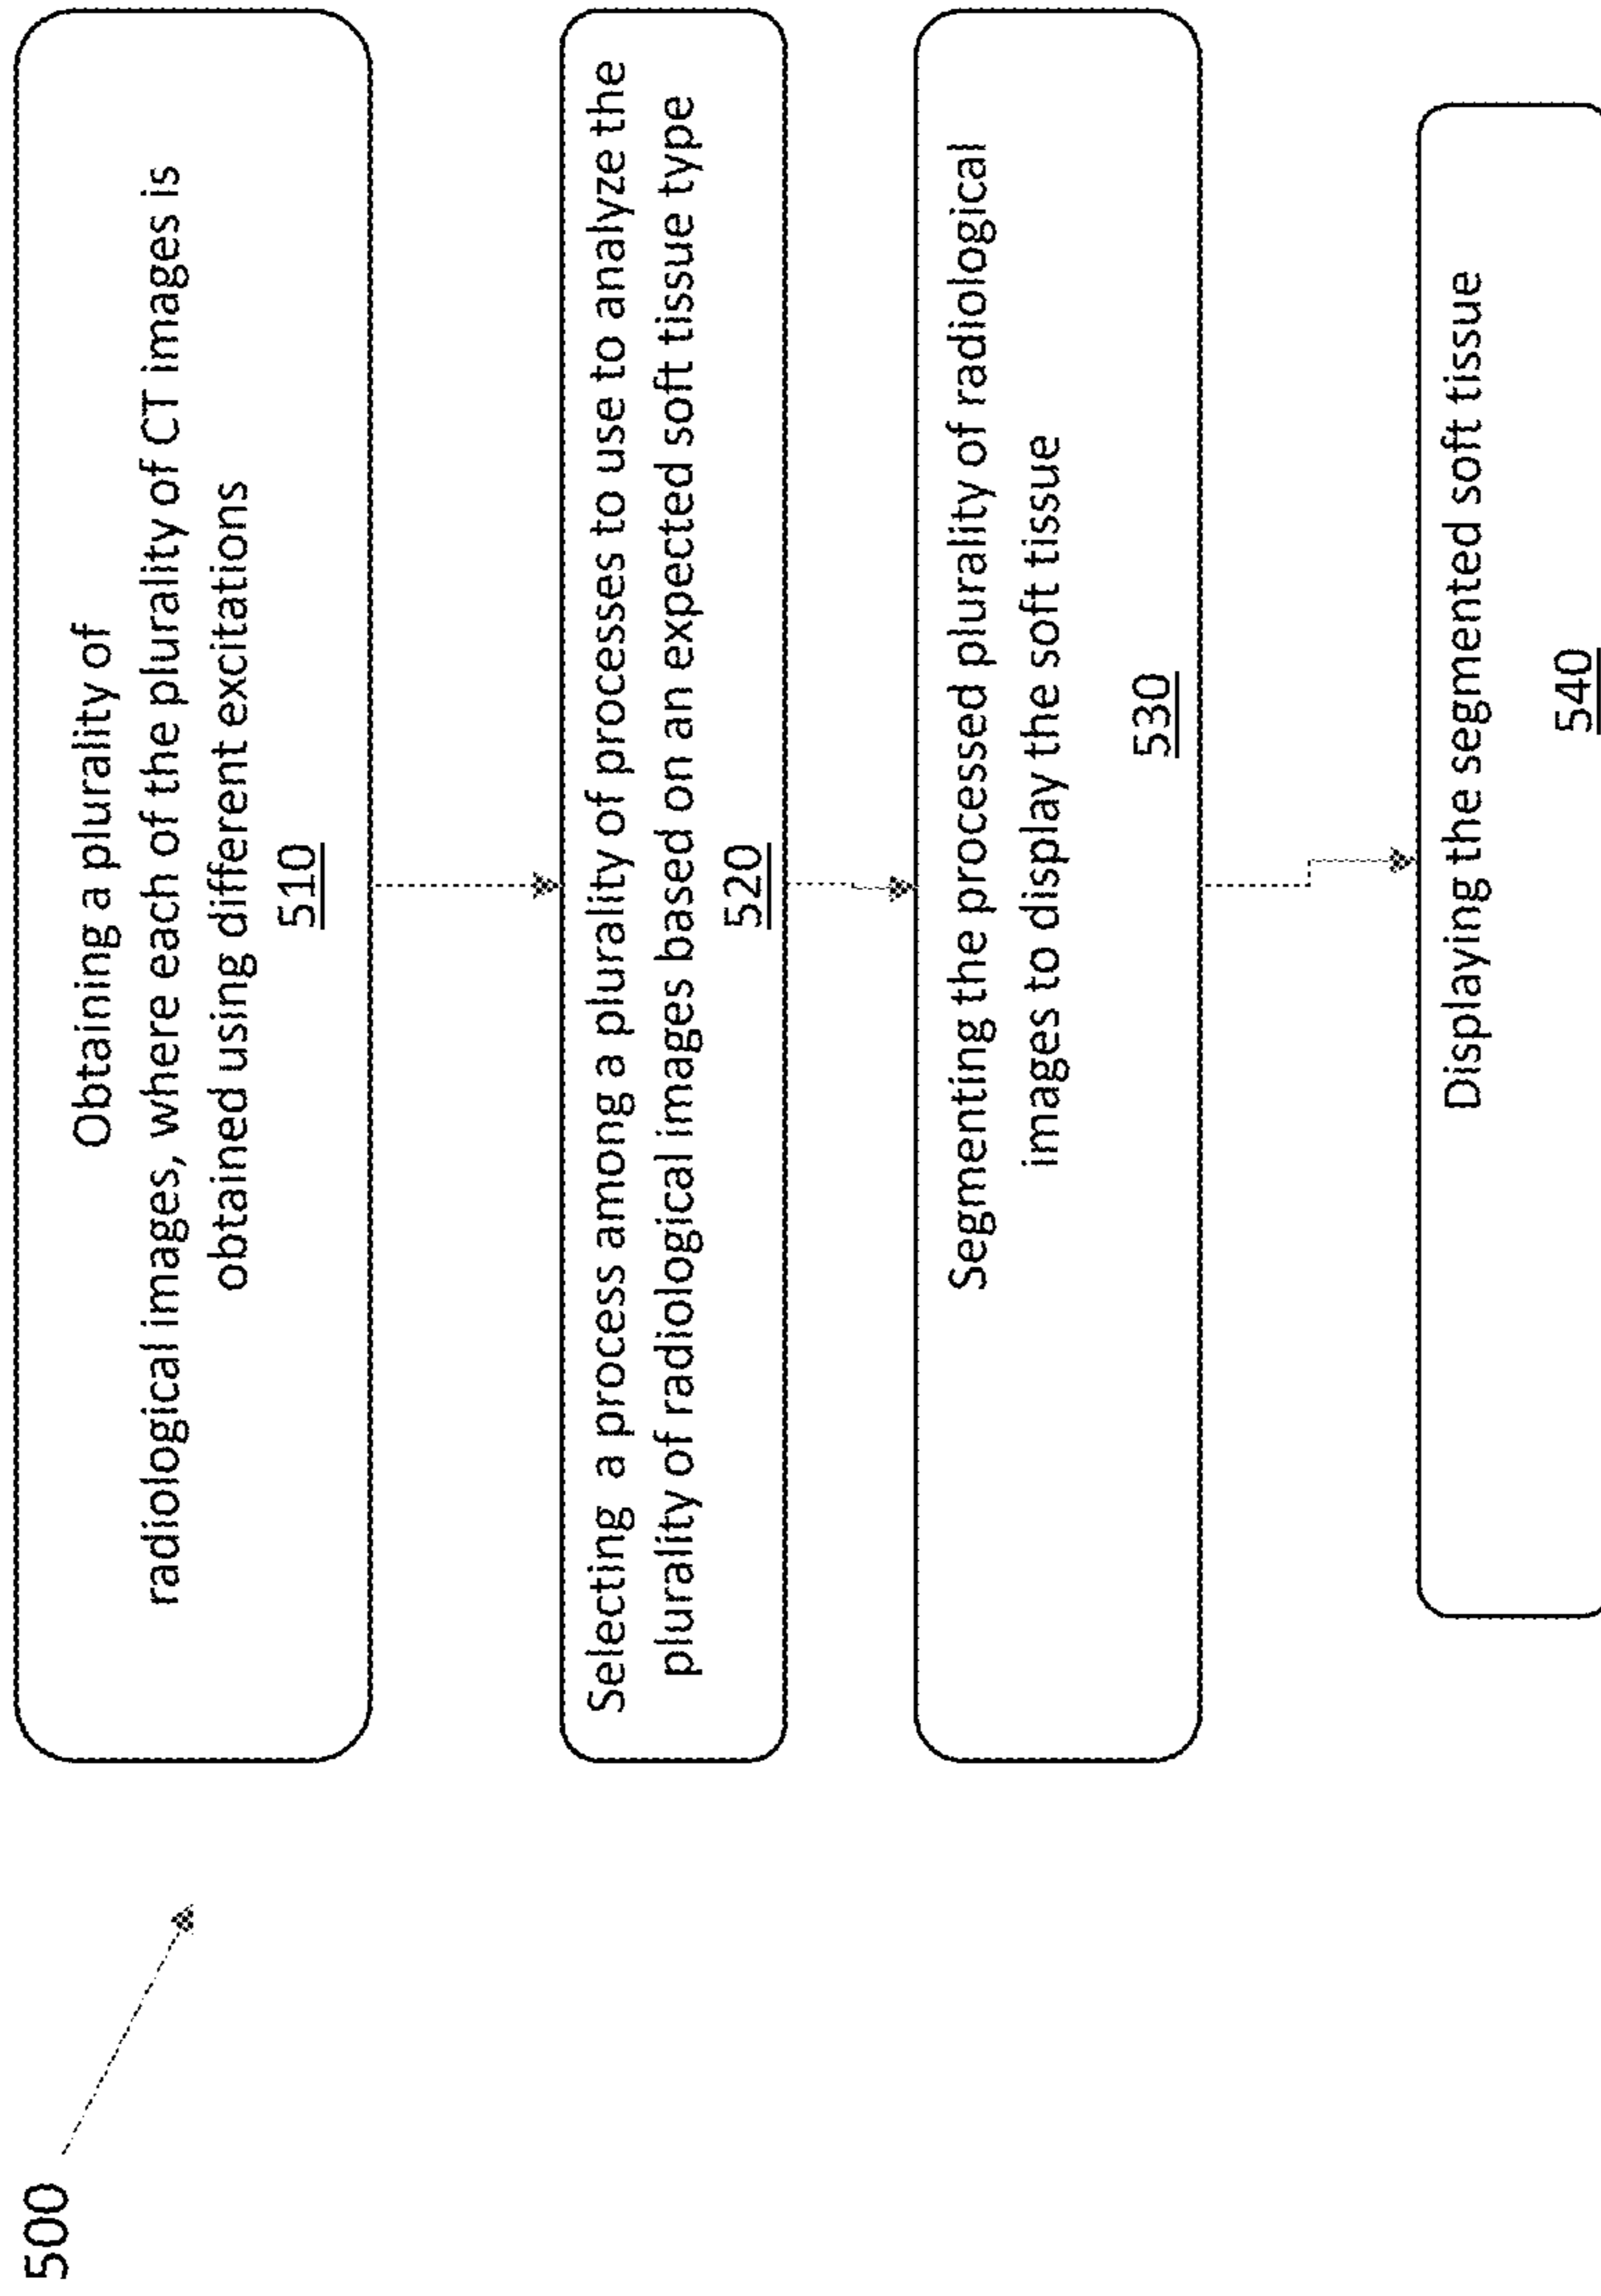 500
Obtaining a plurality of
radiological images, where each of the plurality of CT images is
obtained using different excitations
510
Selecting a process among a plurality of processes to use to analyze the
plurality of radiological images based on an expected soft tissue type
520
Segmenting the processed plurality of radiological
images to display the soft tissue
530
Displaying the segmented soft tissue
540